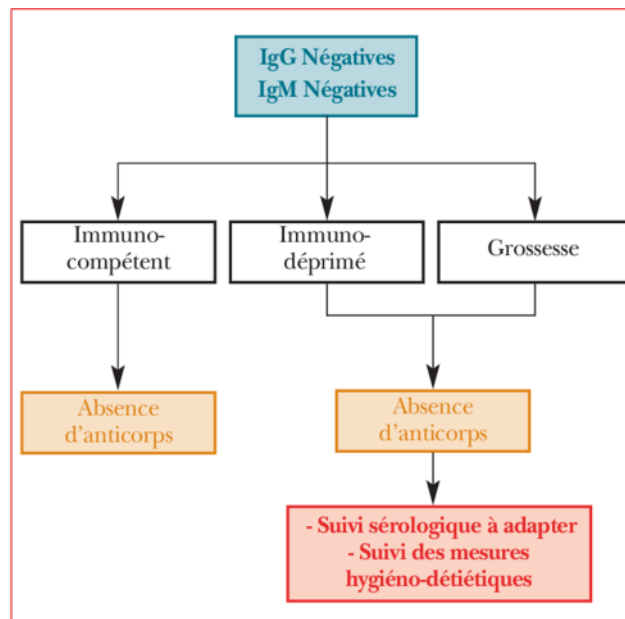 IgG Négatives
IgM Négatives
Immuno-
compétent
Immuno-
déprimé
Grossesse
Absence
d'anticorps
Absence
d'anticorps
- Suivi sérologique à adapter
- Suivi des mesures
hygiéno-détiétiques